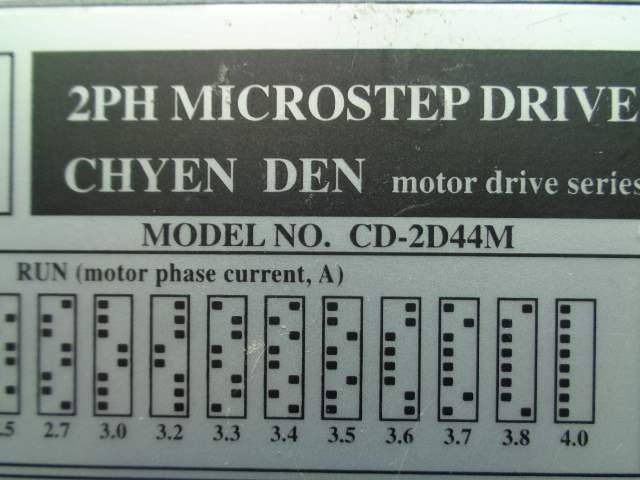 2PH MICROSTEP DRIVE
CHYEN DEN motor drive series
MODEL NO. CD-2D44M
RUN (motor phase current, A)
.5 2.7 3.0 3.2 3.3 3.4 3.5 3.6 3.7 3.8 4.0